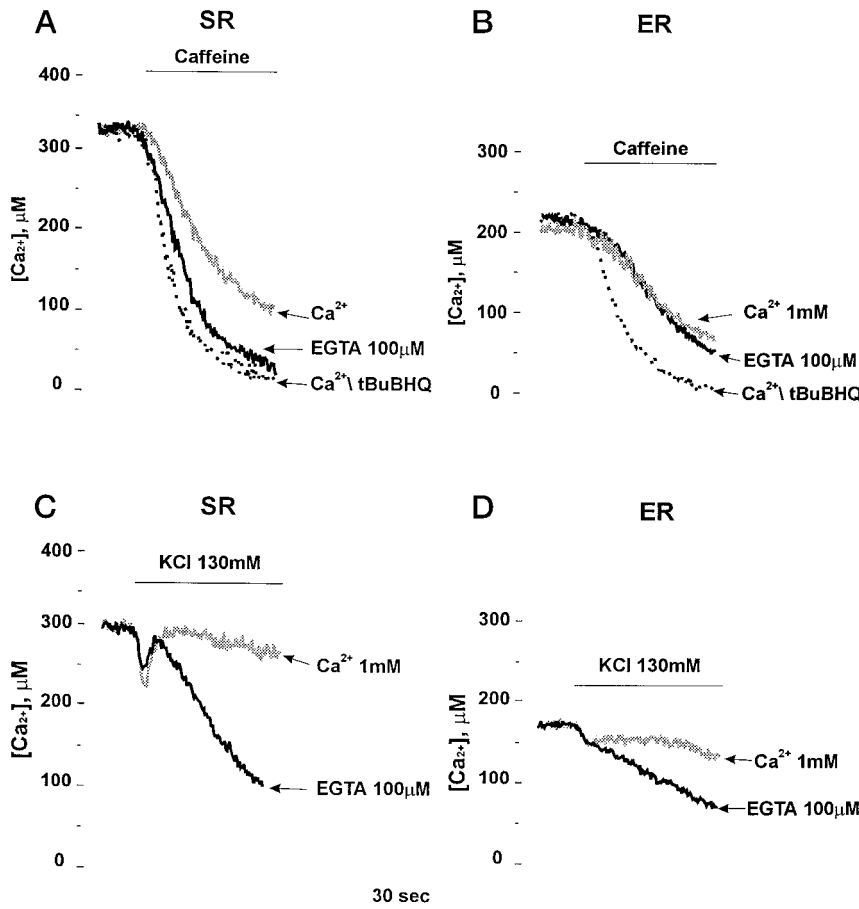 A
SR
Caffeine
400
300
200
100
0
[Ca2+], μM
Ca2+
EGTA 100μM
Ca2+\ tBuBHQ
B
ER
Caffeine
300
200
100
0
[Ca2+], μM
Ca2+ 1mM
EGTA 100μM
Ca2+\ tBuBHQ
C
SR
KCl 130mM
400
300
200
100
0
[Ca2+], μM
Ca2+ 1mM
EGTA 100μM
D
ER
KCl 130mM
300
200
100
0
[Ca2+], μM
Ca2+ 1mM
EGTA 100μM
30 sec